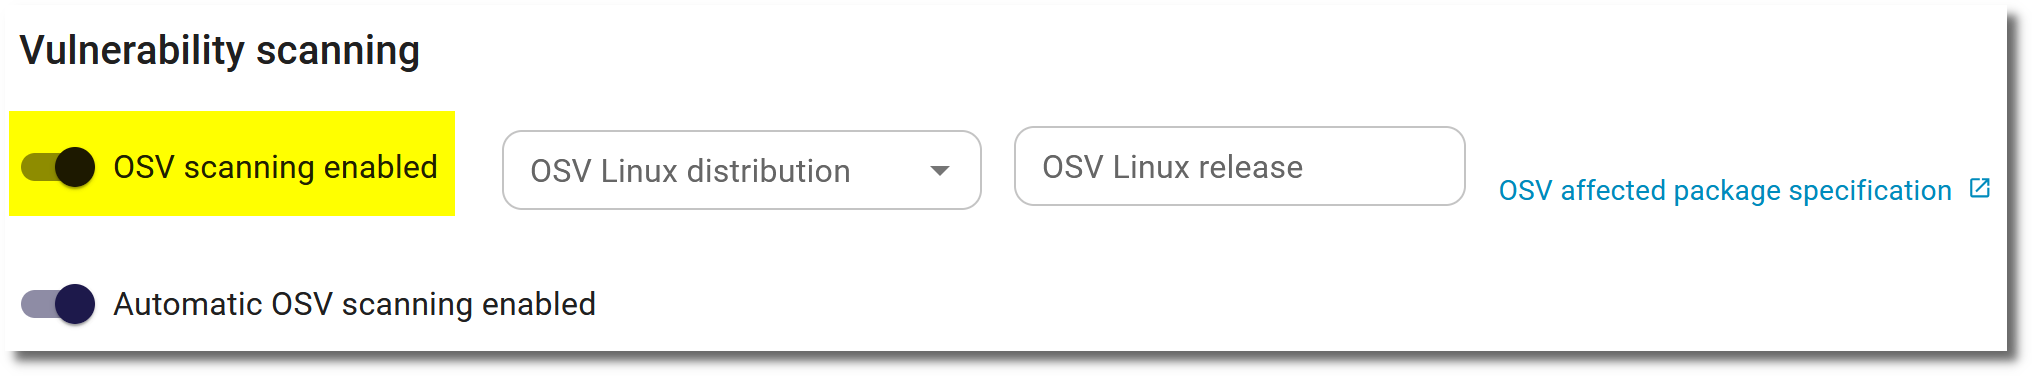 Vulnerability scanning
OSV scanning enabled
OSV Linux distribution
OSV Linux release
OSV affected package specification
Automatic OSV scanning enabled